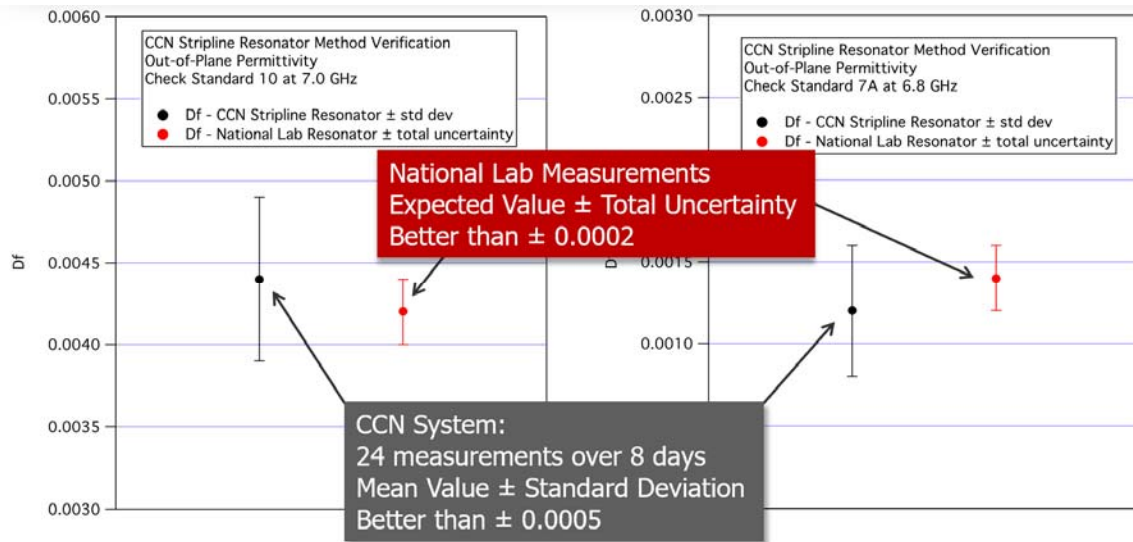 0.0060
0.0055
0.0050
0.0045
0.0040
0.0035
0.0030
Df
CCN Stripline Resonator Method Verification
Out-of-Plane Permittivity
Check Standard 10 at 7.0 GHz
Df - CCN Stripline Resonator ± std dev
Df - National Lab Resonator ± total uncertainty
0.0030
0.0025
0.0015
0.0010
CCN Stripline Resonator Method Verification
Out-of-Plane Permittivity
Check Standard 7A at 6.8 GHz
Df - CCN Stripline Resonator ± std dev
Df - National Lab Resonator ± total uncertainty
National Lab Measurements
Expected Value ± Total Uncertainty
Better than ± 0.0002
CCN System:
24 measurements over 8 days
Mean Value ± Standard Deviation
Better than ± 0.0005